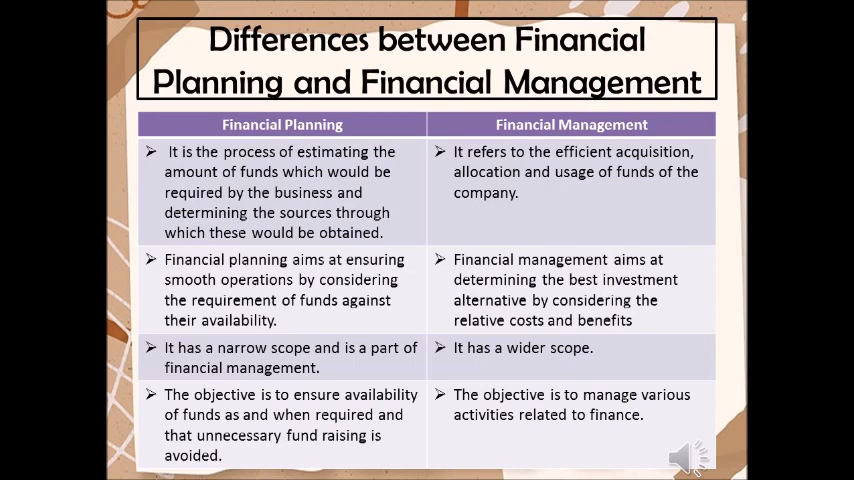 Differences between Financial
Planning and Financial Management
Financial Planning
Financial Management
It is the process of estimating the
amount of funds which would be
required by the business and
determining the sources through
which these would be obtained.
It refers to the efficient acquisition,
allocation and usage of funds of the
company.
Financial planning aims at ensuring
smooth operations by considering
the requirement of funds against
their availability.
Financial management aims at
determining the best investment
alternative by considering the
relative costs and benefits
It has a narrow scope and is a part of
financial management.
It has a wider scope.
The objective is to ensure availability
of funds as and when required and
that unnecessary fund raising is
avoided.
The objective is to manage various
activities related to finance.